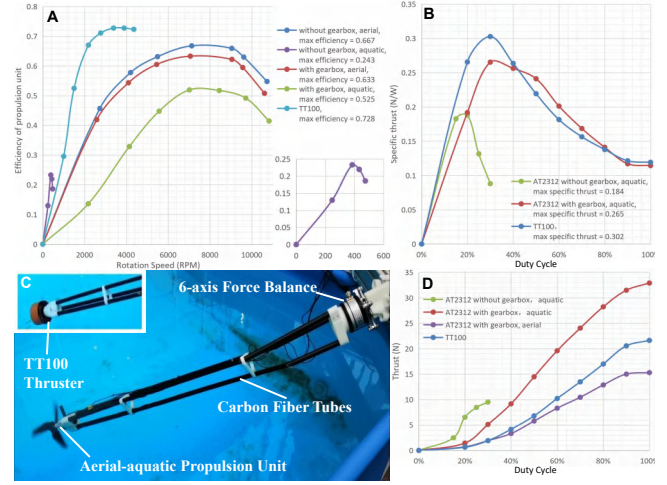 A
Efficiency of propulsion unit
0.8
0.7
0.6
0.5
0.4
0.3
0.2
0.1
0
0 2000 4000 6000 8000 10000
Rotation Speed (RPM)
without gearbox, aerial,
max efficiency = 0.667
without gearbox, aquatic,
max efficiency = 0.243
with gearbox, aerial,
max efficiency = 0.633
with gearbox, aquatic,
max efficiency = 0.525
TT100,
max efficiency = 0.728
0.25
0.2
0.15
0.1
0.05
0
0 200 400 600
B
Specific thrust (N/W)
0.35
0.3
0.25
0.2
0.15
0.1
0.05
0
0% 20% 40% 60% 80% 100%
Duty Cycle
AT2312 without gearbox, aquatic,
max specific thrust = 0.184
AT2312 with gearbox, aquatic,
max specific thrust = 0.265
TT100,
max specific thrust = 0.302
C
TT100
Thruster
6-axis Force Balance
Carbon Fiber Tubes
Aerial-aquatic Propulsion Unit
D
Thrust (N)
35
30
25
20
15
10
5
0
0% 20% 40% 60% 80% 100%
Duty Cycle
AT2312 without gearbox, aquatic
AT2312 with gearbox, aquatic
AT2312 with gearbox, aerial
TT100